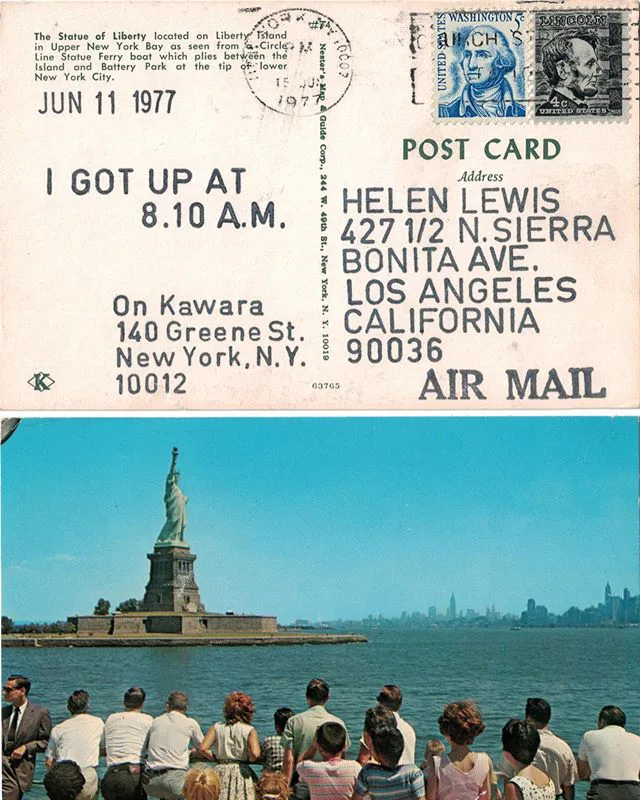 The Statue of Liberty located on Liberty Island
in Upper New York Bay as seen from a Circle
Line Statue Ferry boat which plies between the
Island and Battery Park at the tip of lower
New York City.
JUN 11 1977
I GOT UP AT
8.10 A.M.
On Kawara
140 Greene St.
New York, N.Y.
10012
K
1977
Guide Corp., 244 W. 49th St., New York, N. Y. 10019
63765
UNITED STATES
WASHINGTON
LINCOLN
4c
UNITED STATES
POST CARD
Address
HELEN LEWIS
427 1/2 N. SIERRA
BONITA AVE.
LOS ANGELES
CALIFORNIA
90036
AIR MAIL